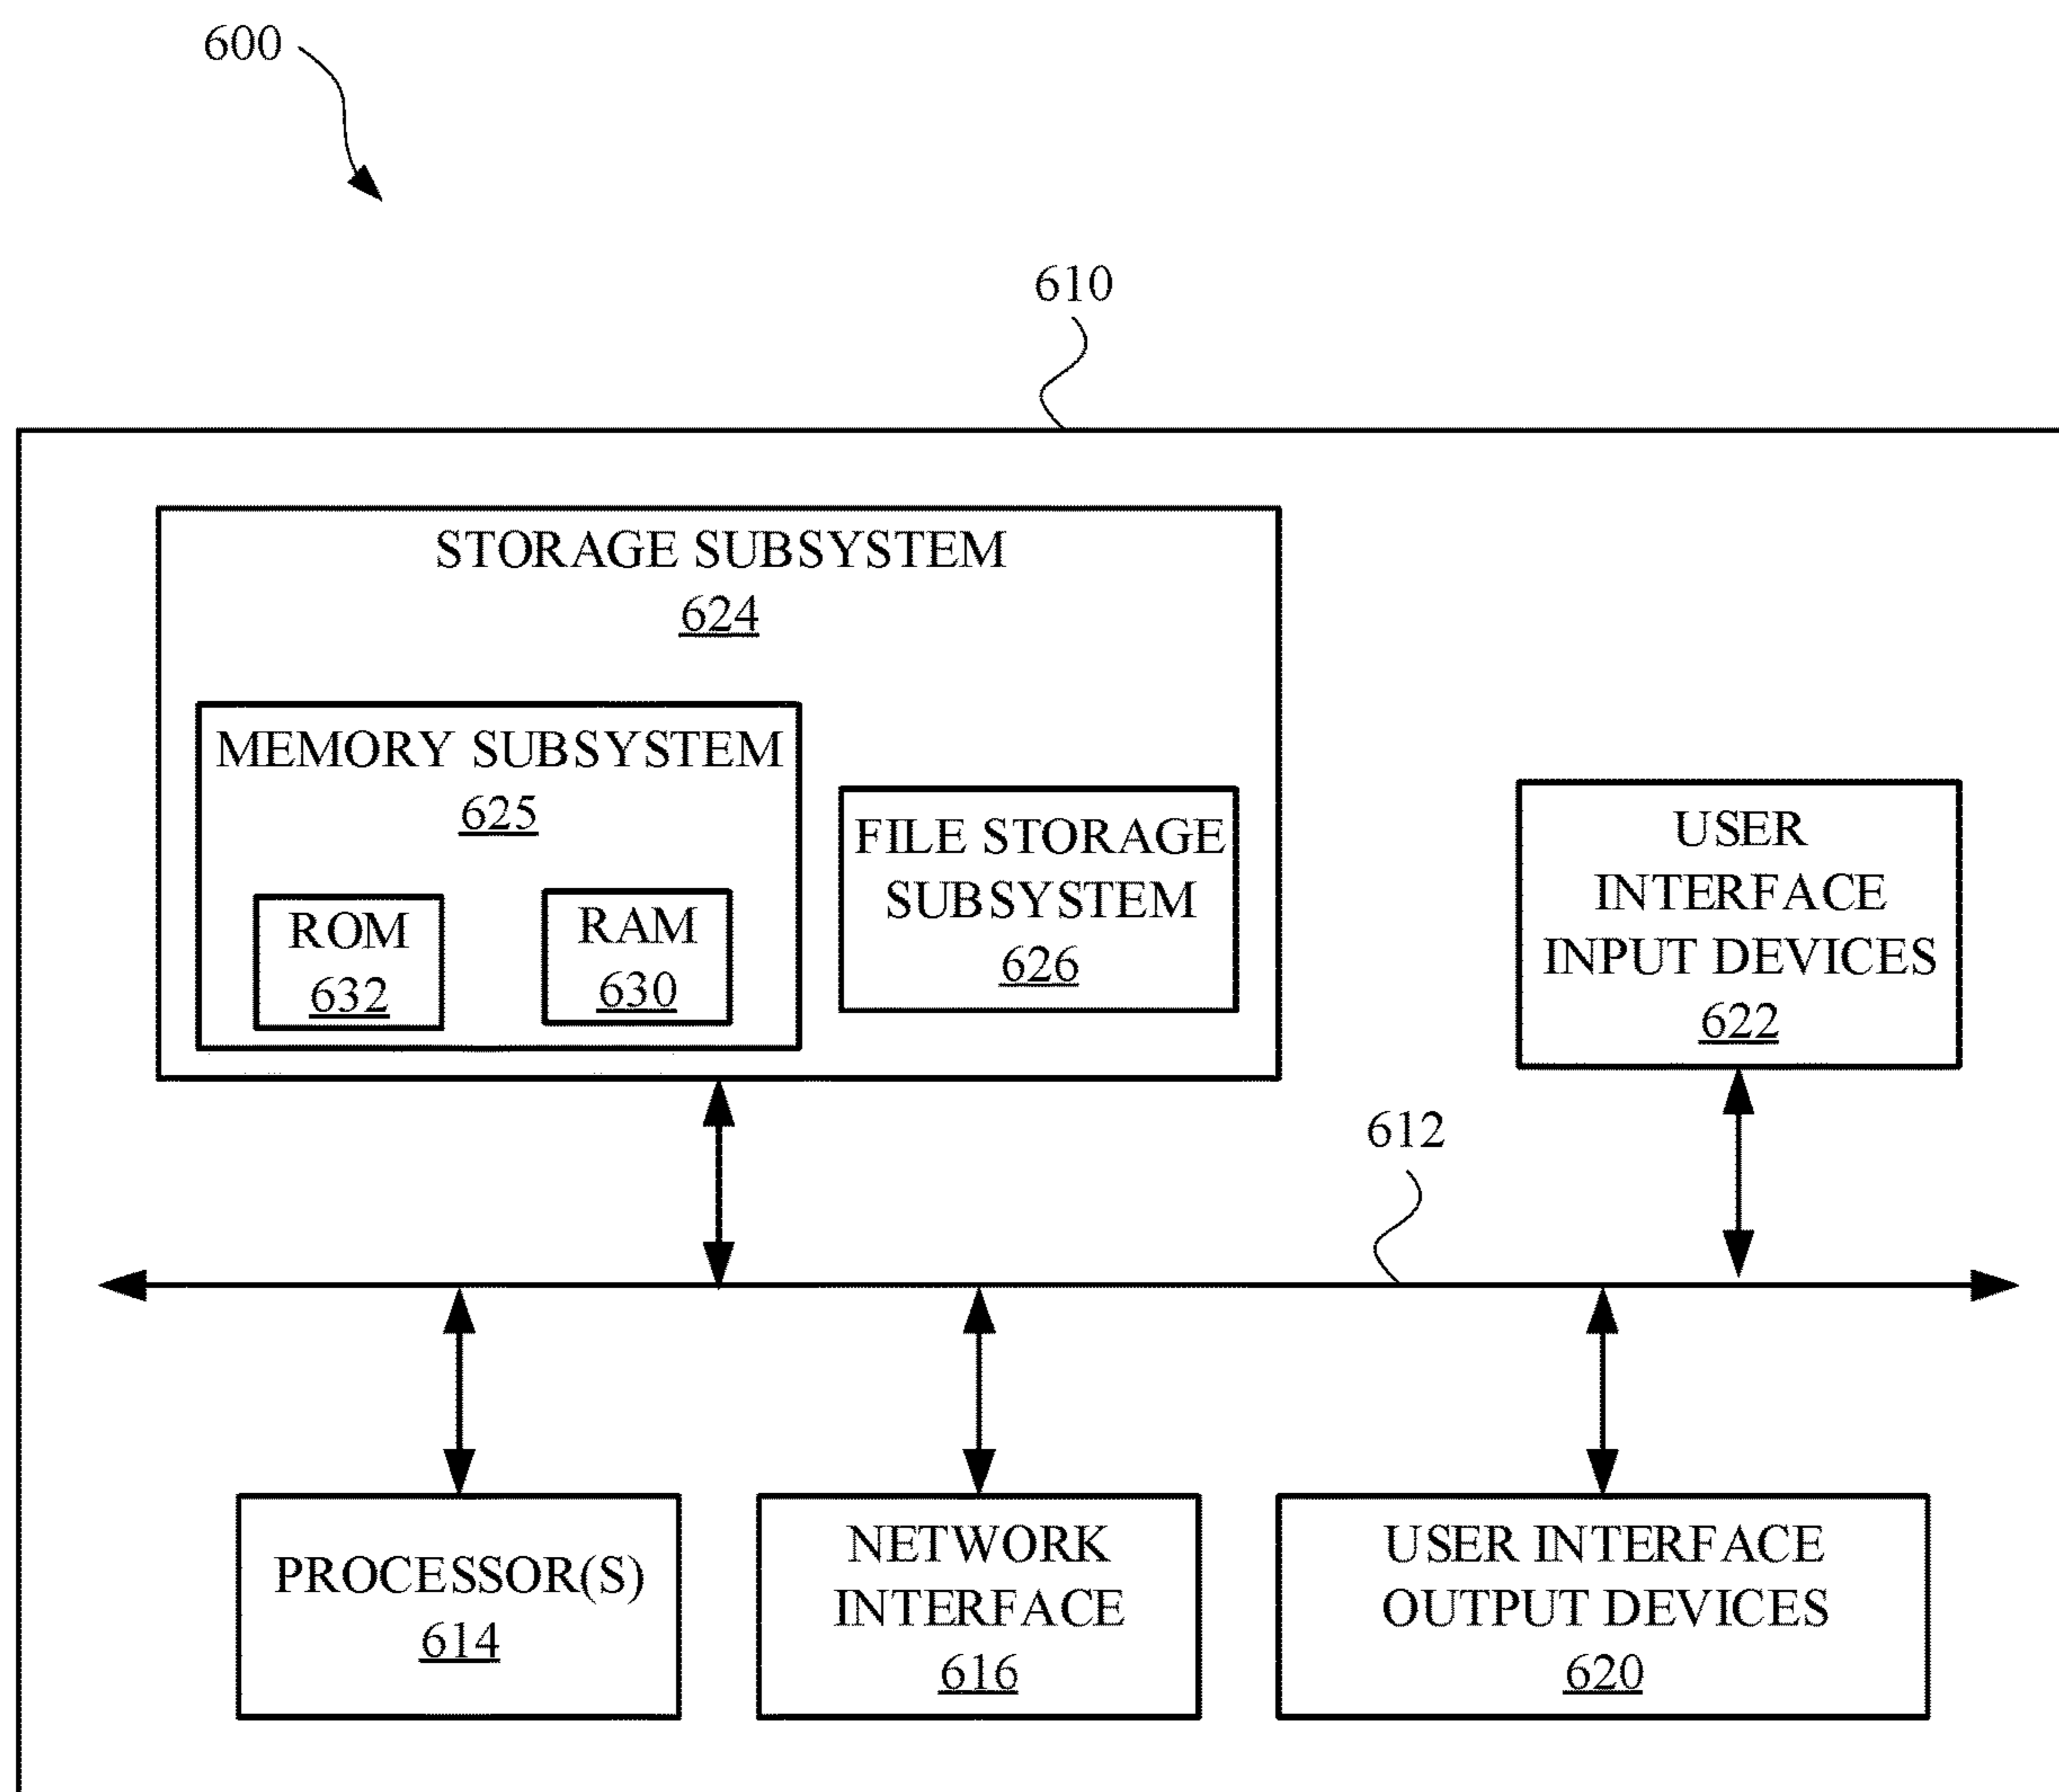 600
610
STORAGE SUBSYSTEM
624
MEMORY SUBSYSTEM
625
ROM
632
RAM
630
FILE STORAGE
SUBSYSTEM
626
USER
INTERFACE
INPUT DEVICES
622
612
PROCESSOR(S)
614
NETWORK
INTERFACE
616
USER INTERFACE
OUTPUT DEVICES
620